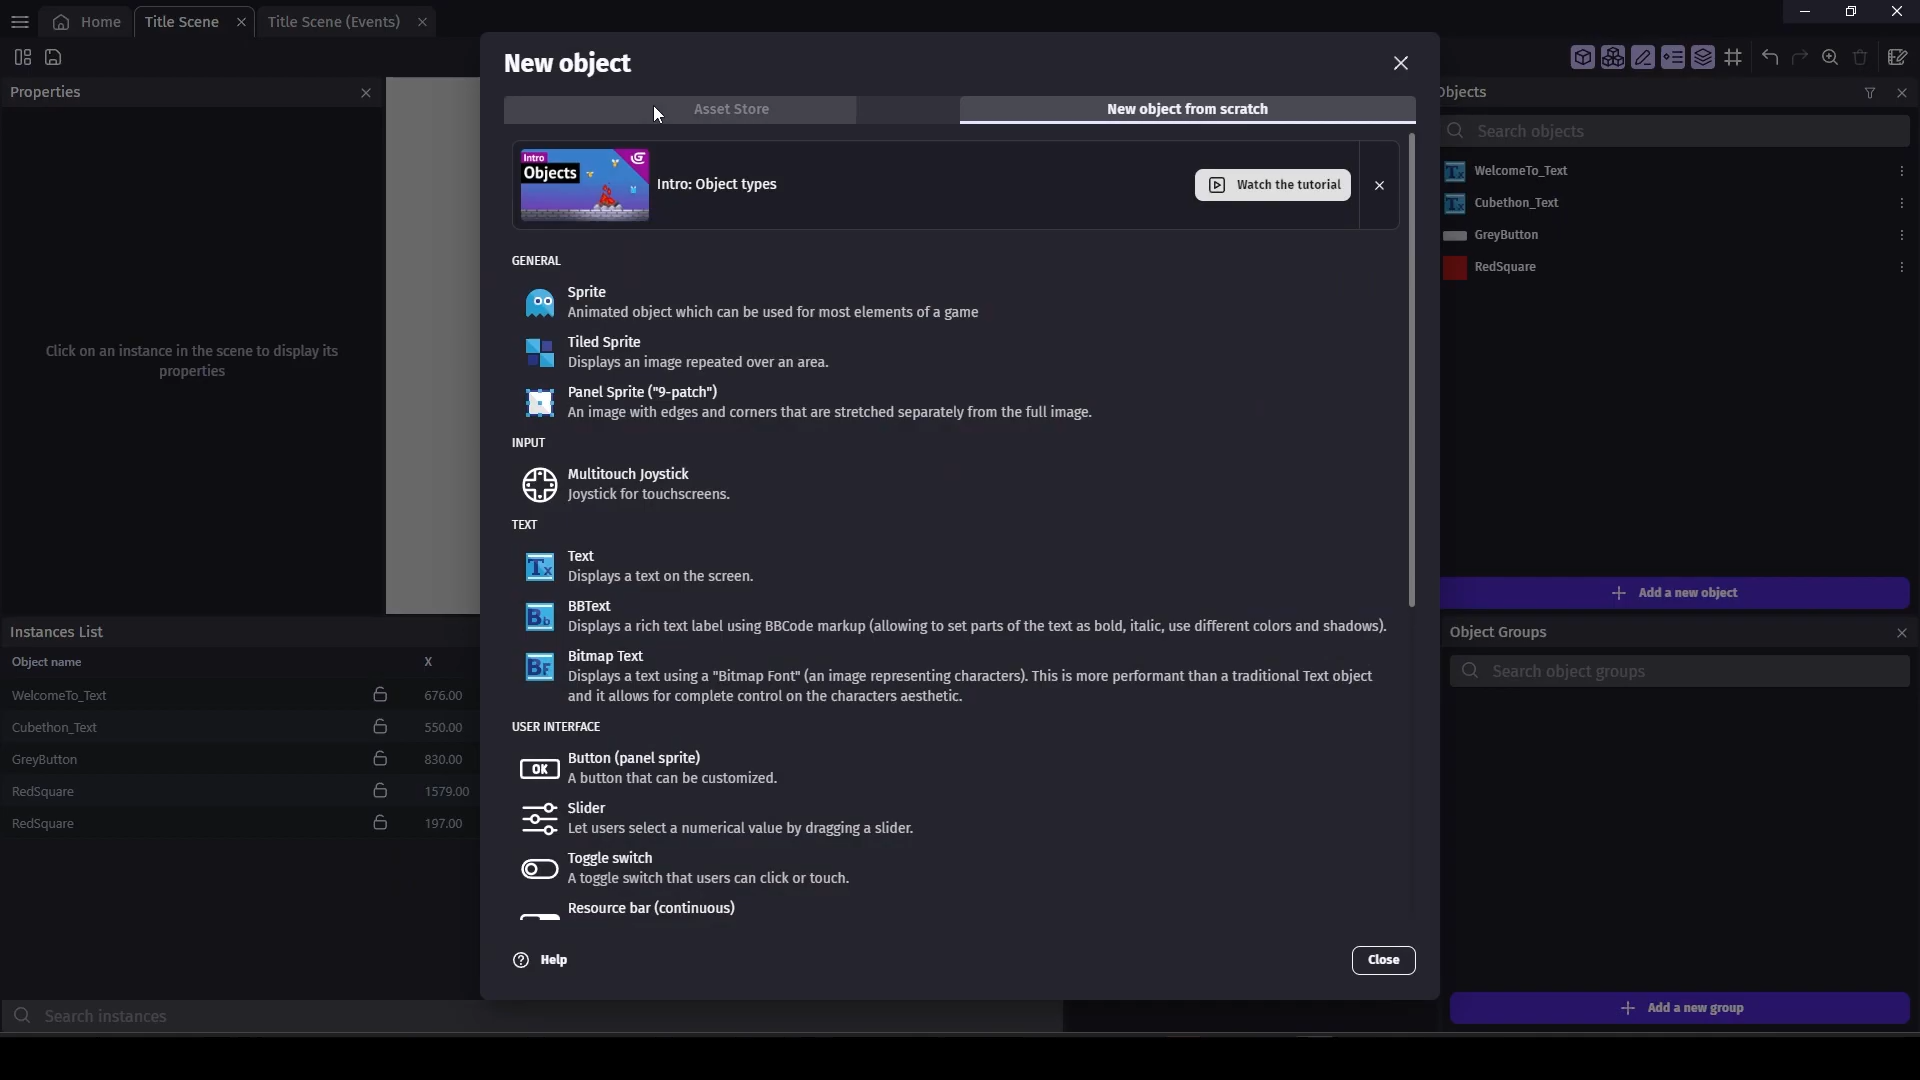 Home
Title Scene
Title Scene (Events)
Properties
Click on an instance in the scene to display its
properties
Instances List
Object name
X
WelcomeTo_Text
676.00
Cubethon_Text
550.00
GreyButton
830.00
RedSquare
1579.00
RedSquare
197.00
Search instances
New object
Asset Store
New object from scratch
Intro
Objects
Intro: Object types
Watch the tutorial
GENERAL
Sprite
Animated object which can be used for most elements of a game
Tiled Sprite
Displays an image repeated over an area.
Panel Sprite ("9-patch")
An image with edges and corners that are stretched separately from the full image.
INPUT
Multitouch Joystick
Joystick for touchscreens.
TEXT
Tx
Text
Displays a text on the screen.
Bb
BBText
Displays a rich text label using BBCode markup (allowing to set parts of the text as bold, italic, use different colors and shadows).
BF
Bitmap Text
Displays a text using a "Bitmap Font" (an image representing characters). This is more performant than a traditional Text object
and it allows for complete control on the characters aesthetic.
USER INTERFACE
OK
Button (panel sprite)
A button that can be customized.
Slider
Let users select a numerical value by dragging a slider.
Toggle switch
A toggle switch that users can click or touch.
Resource bar (continuous)
Help
Close
Objects
Search objects
Tx
WelcomeTo_Text
Tx
Cubethon_Text
GreyButton
RedSquare
Add a new object
Object Groups
Search object groups
Add a new group